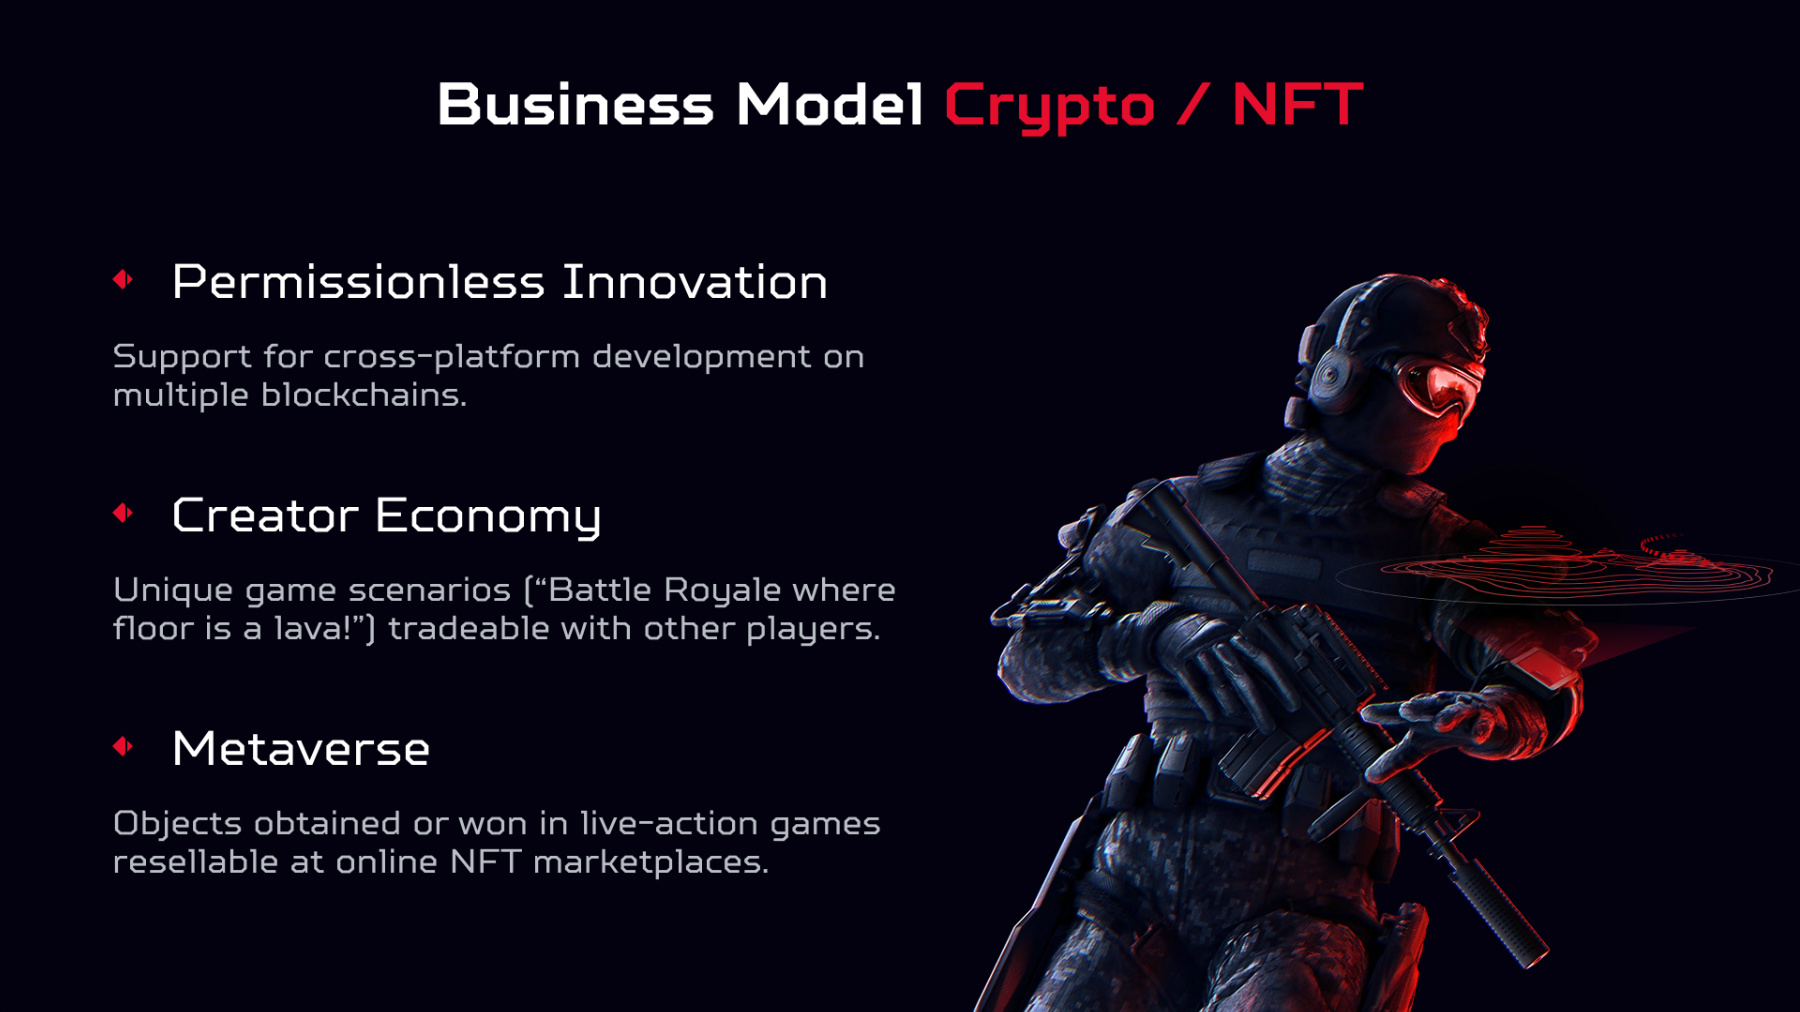 Business Model Crypto / NFT
Permissionless Innovation
Support for cross-platform development on
multiple blockchains.
Creator Economy
Unique game scenarios (“Battle Royale where
floor is a lava!”) tradeable with other players.
Metaverse
Objects obtained or won in live-action games
resellable at online NFT marketplaces.